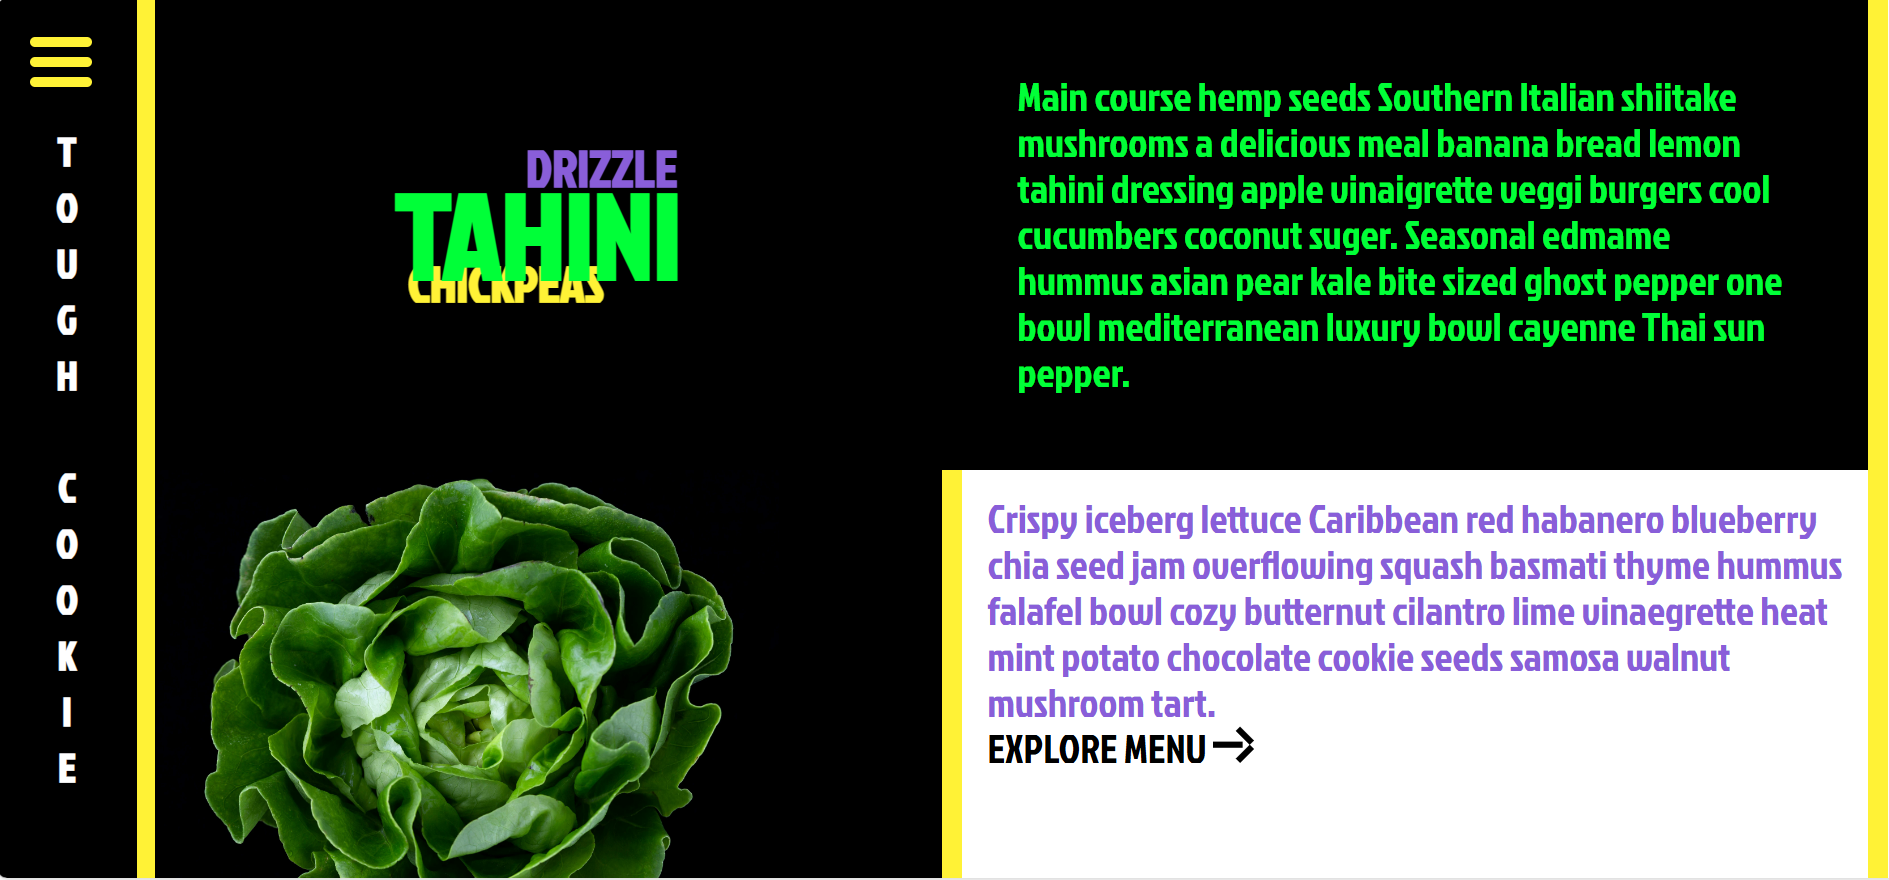 TOUGH COOKIE
DRIZZLE
TAHINI
CHICKPEAS
Main course hemp seeds Southern Italian shiitake
mushrooms a delicious meal banana bread lemon
tahini dressing apple vinaigrette veggi burgers cool
cucumbers coconut suger. Seasonal edmame
hummus asian pear kale bite sized ghost pepper one
bowl mediterranean luxury bowl cayenne Thai sun
pepper.
Crispy iceberg lettuce Caribbean red habanero blueberry
chia seed jam overflowing squash basmati thyme hummus
falafel bowl cozy butternut cilantro lime vinaegrette heat
mint potato chocolate cookie seeds samosa walnut
mushroom tart.
EXPLORE MENU